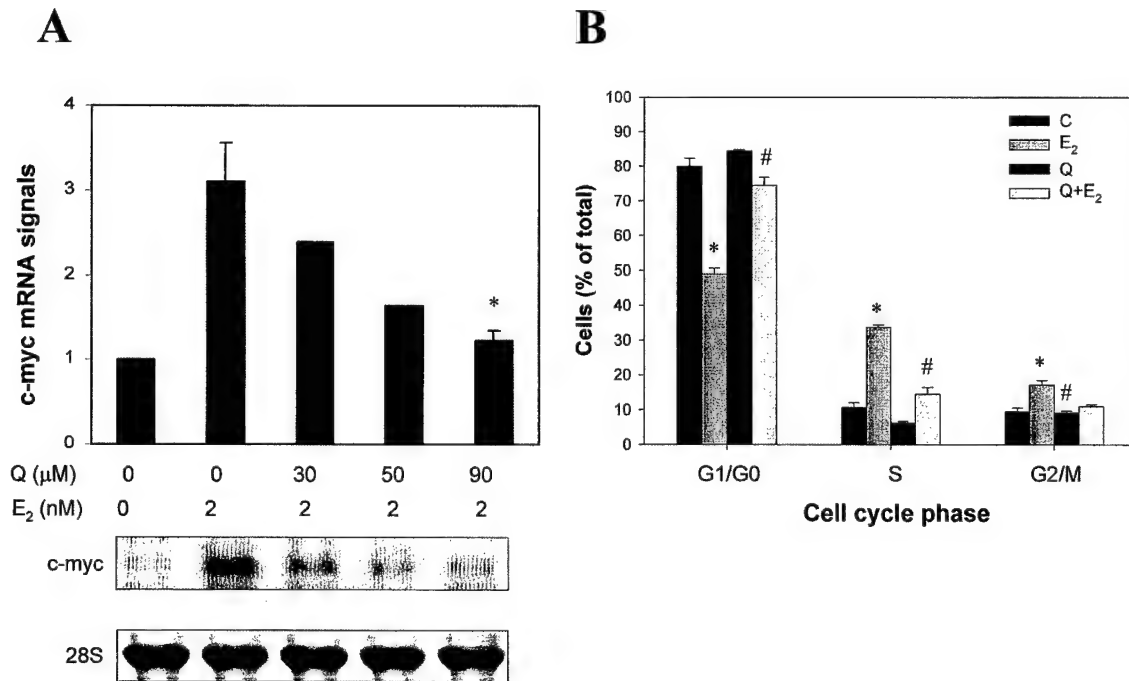 A
B
c-myc mRNA signals
4
3
2
1
0
*
Q (µM) 0 0 30 50 90
E₂ (nM) 0 2 2 2 2
c-myc
28S
Cells (% of total)
100
90
80
70
60
50
40
30
20
10
0
C
E₂
Q
Q+E₂
* #
* #
* #
G1/G0 S G2/M
Cell cycle phase